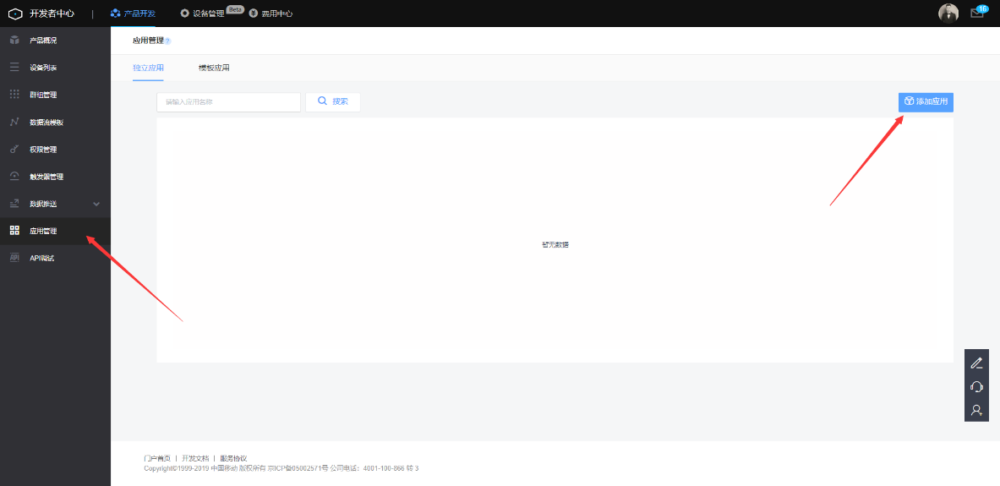 开发者中心 | 产品开发 设备管理 Beta 费用中心 16
产品概况
设备列表
群组管理
数据流模板
权限管理
触发器管理
数据推送
应用管理
API调试
应用管理 ?
独立应用 模板应用
请输入应用名称 搜索 添加应用
暂无数据
门户首页 | 开发文档 | 服务协议
Copyright©1999-2019 中国移动 版权所有 京ICP备05002571号 公司电话：4001-100-866 转 3